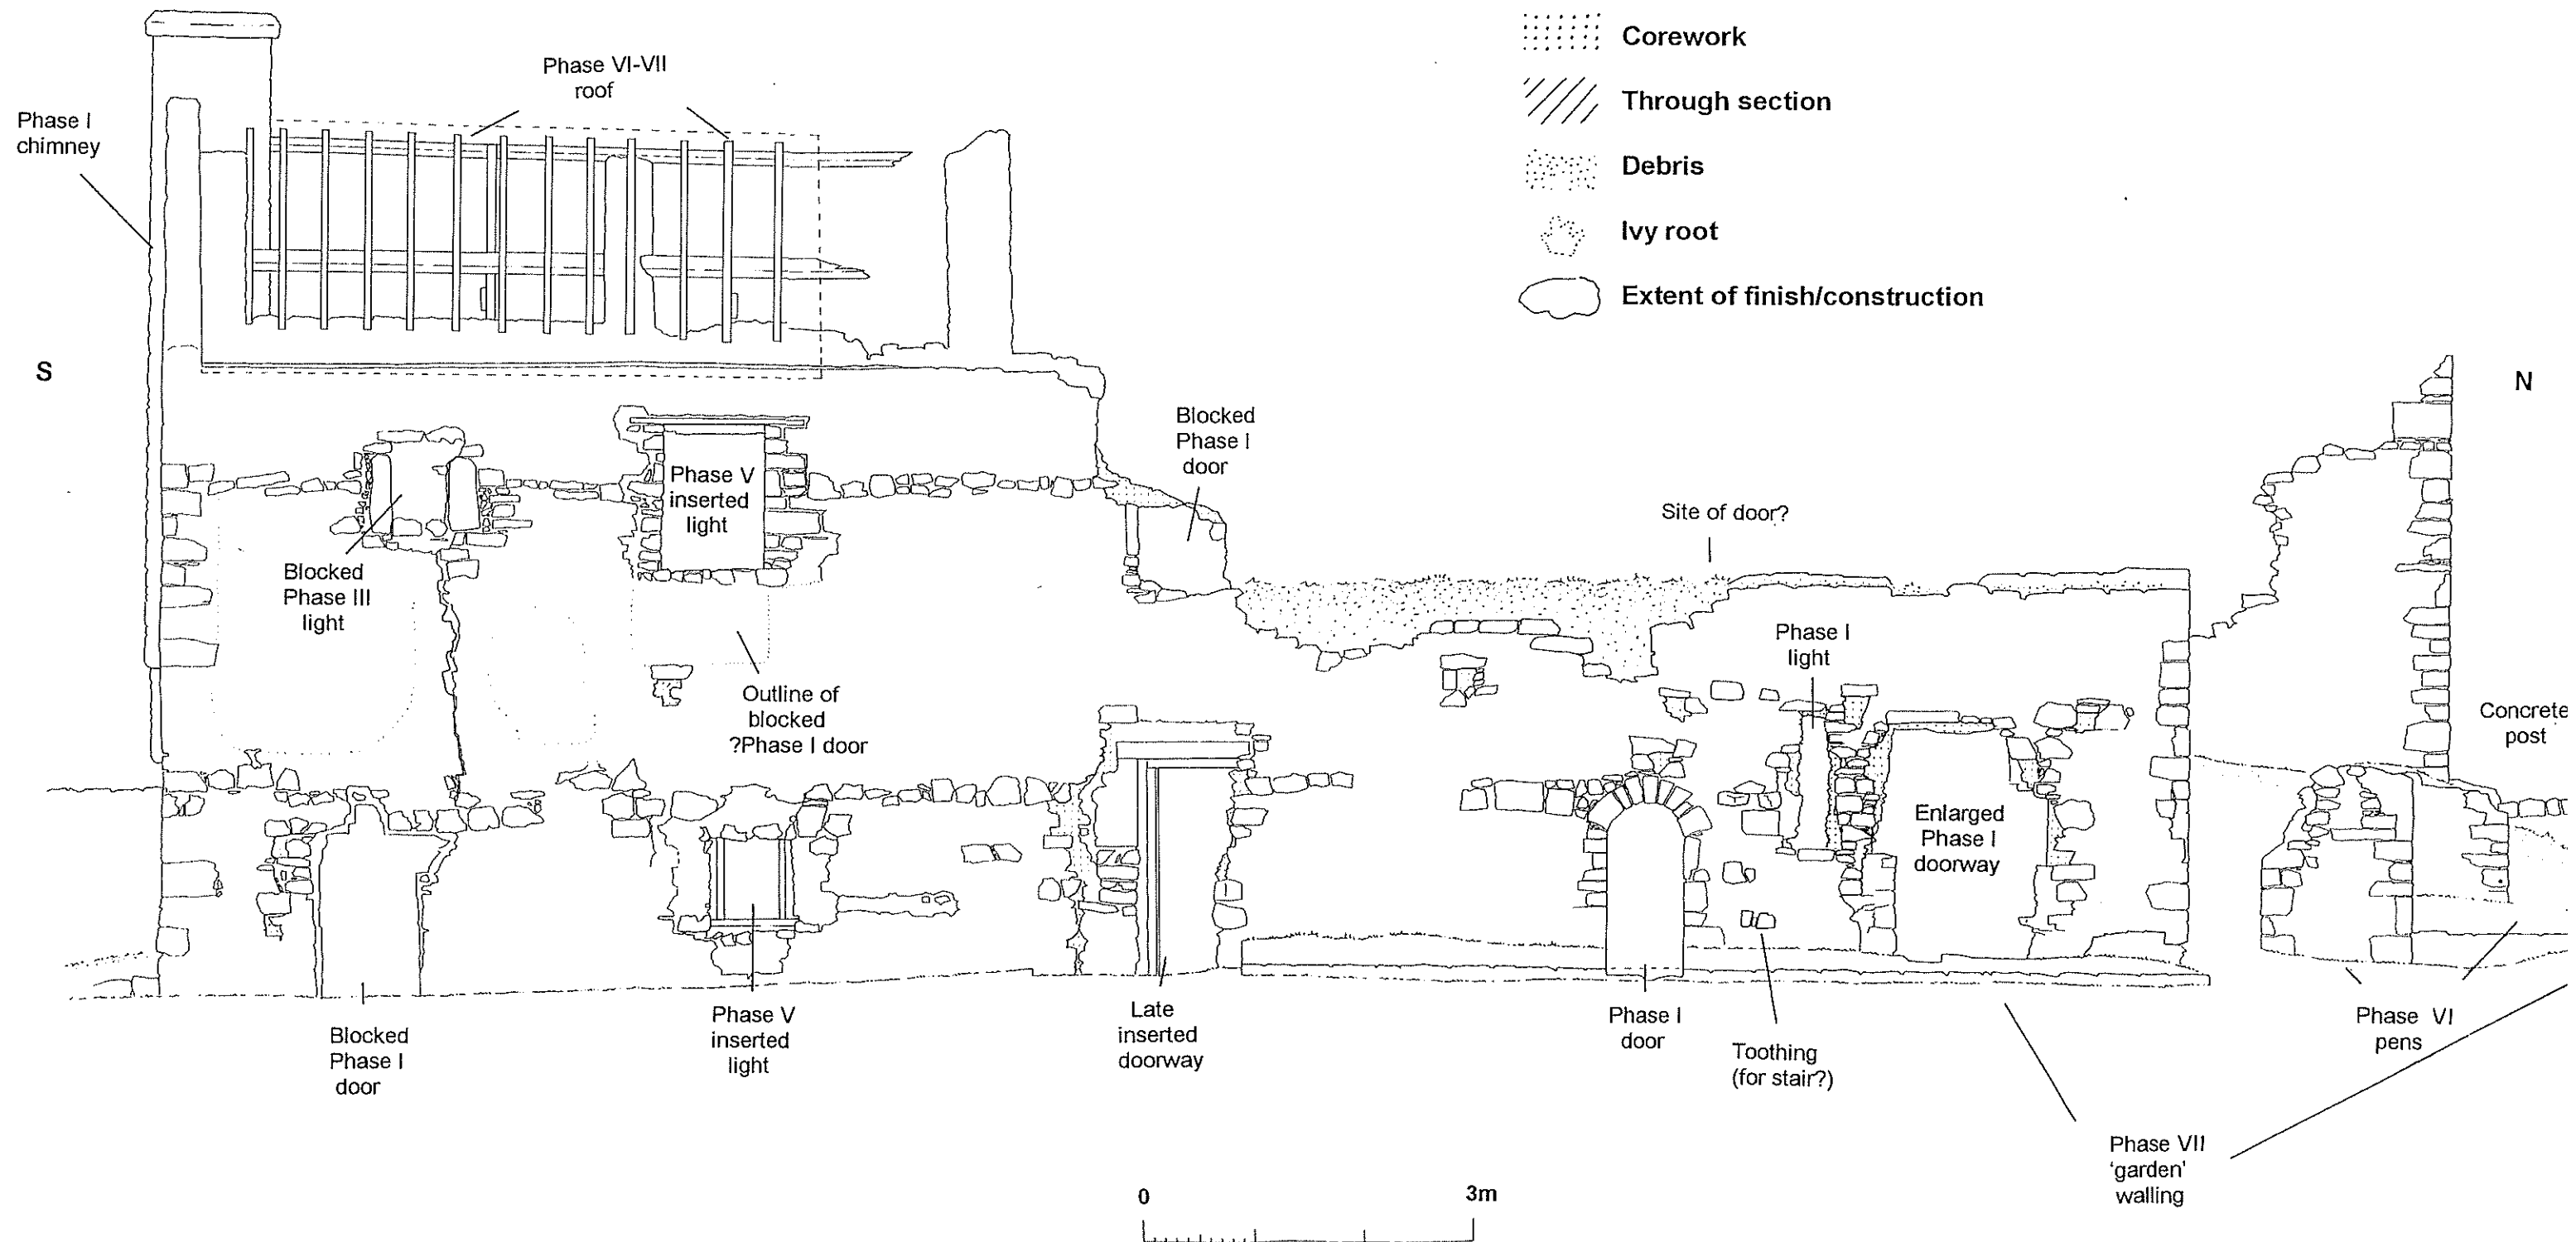 Corework
Through section
Debris
Ivy root
Extent of finish/construction
Phase VI-VII
roof
Phase I
chimney
S
N
Blocked
Phase I
door
Phase V
inserted
light
Site of door?
Blocked
Phase III
light
Phase I
light
Outline of
blocked
?Phase I door
Concrete
post
Enlarged
Phase I
doorway
Blocked
Phase I
door
Phase V
inserted
light
Late
inserted
doorway
Phase I
door
Toothing
(for stair?)
Phase VI
pens
Phase VII
'garden'
walling
0
3m